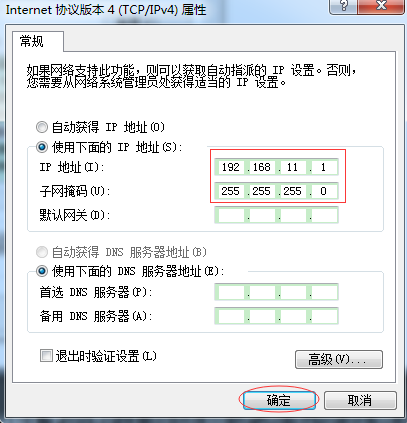 Internet 协议版本 4 (TCP/IPv4) 属性
常规
如果网络支持此功能，则可以获取自动指派的 IP 设置。否则，
您需要从网络系统管理员处获得适当的 IP 设置。
自动获得 IP 地址(O)
使用下面的 IP 地址(S):
IP 地址(I): 192 . 168 . 11 . 1
子网掩码(U): 255 . 255 . 255 . 0
默认网关(D): . . .
自动获得 DNS 服务器地址(B)
使用下面的 DNS 服务器地址(E):
首选 DNS 服务器(P): . . .
备用 DNS 服务器(A): . . .
退出时验证设置(L)
高级(V)...
确定 取消